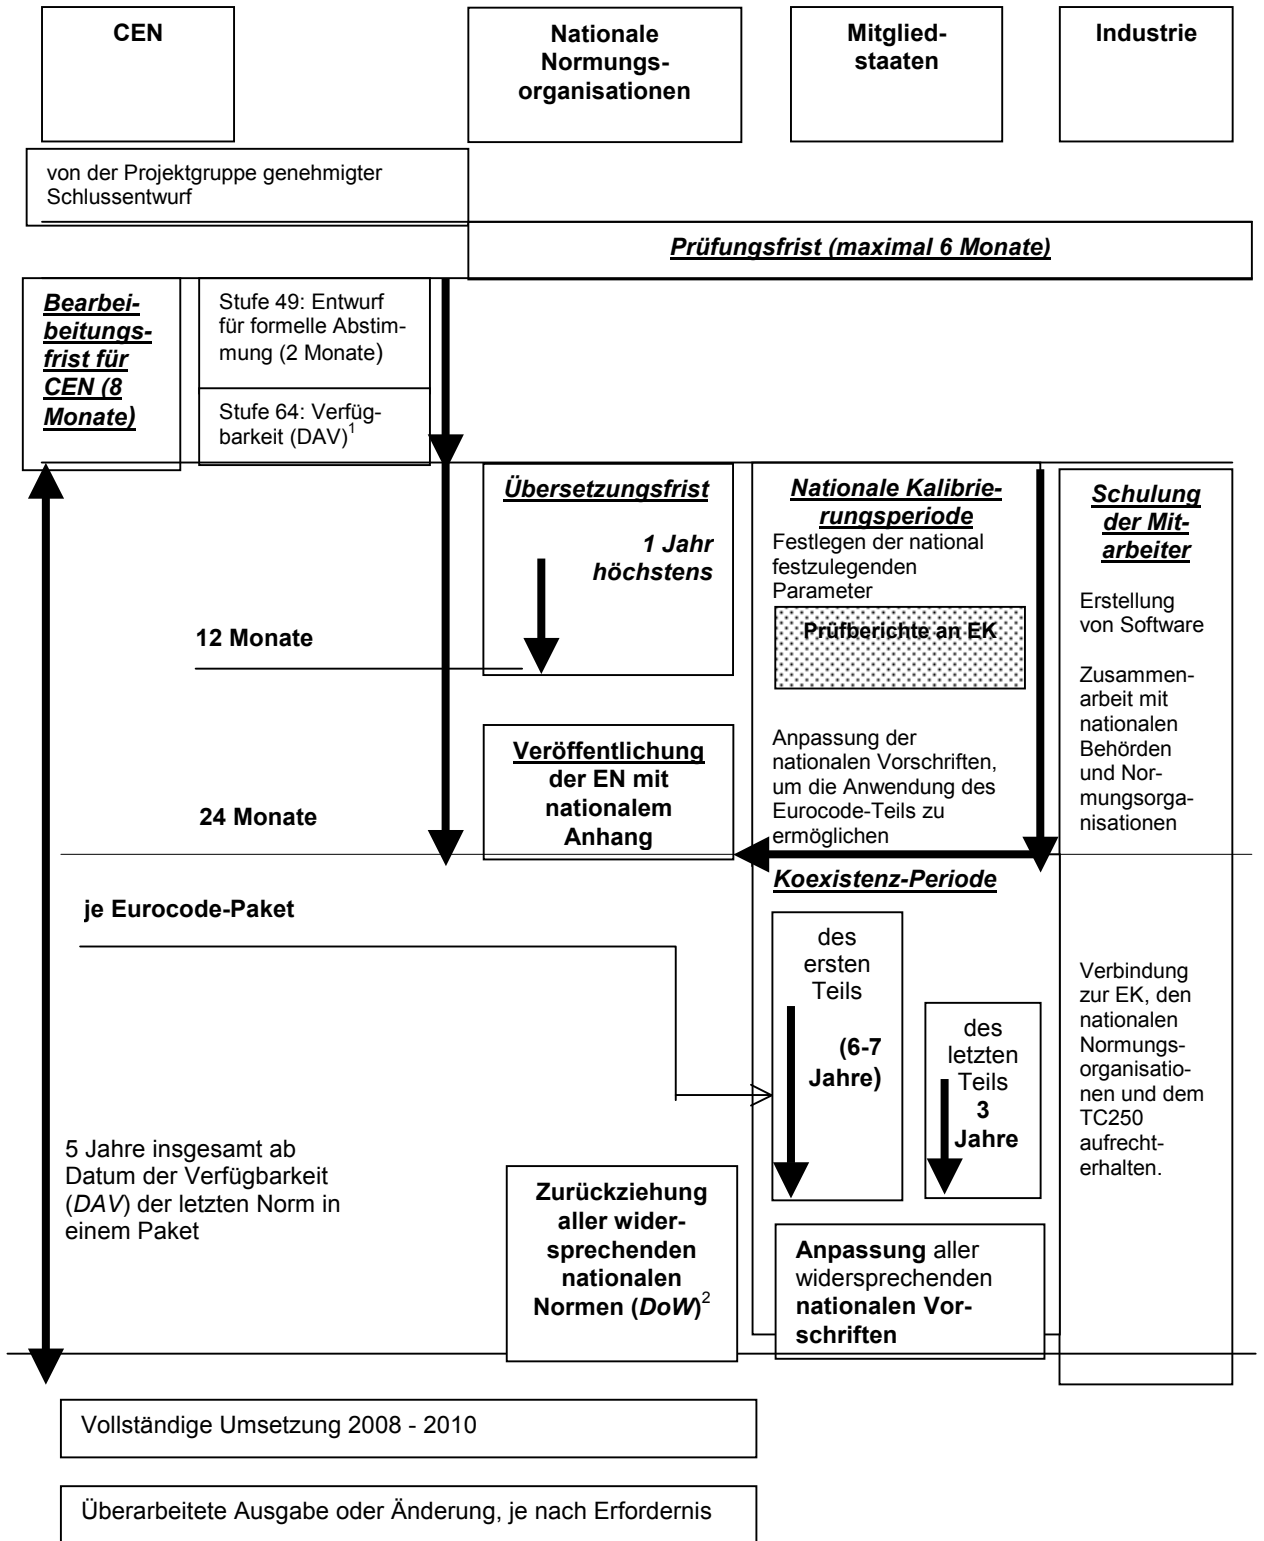 CEN
Nationale
Normungs-
organisationen
Mitglied-
staaten
Industrie
von der Projektgruppe genehmigter
Schlussentwurf
Prüfungsfrist (maximal 6 Monate)
Bearbei-
beitungs-
frist für
CEN (8
Monate)
Stufe 49: Entwurf
für formelle Abstim-
mung (2 Monate)
Stufe 64: Verfüg-
barkeit (DAV)1
Übersetzungsfrist
1 Jahr
höchstens
12 Monate
Veröffentlichung
der EN mit
nationalem
Anhang
24 Monate
Nationale Kalibrie-
rungsperiode
Festlegen der national
festzulegenden
Parameter
Prüfberichte an EK
Anpassung der
nationalen Vorschriften,
um die Anwendung des
Eurocode-Teils zu
ermöglichen
Schulung
der Mit-
arbeiter
Erstellung
von Software
Zusammen-
arbeit mit
nationalen
Behörden
und Nor-
mungsorga-
nisationen
Koexistenz-Periode
je Eurocode-Paket
des
ersten
Teils
(6-7
Jahre)
des
letzten
Teils
3
Jahre
Verbindung
zur EK, den
nationalen
Normungs-
organisatio-
nen und dem
TC250
aufrecht-
erhalten.
5 Jahre insgesamt ab
Datum der Verfügbarkeit
(DAV) der letzten Norm in
einem Paket
Zurückziehung
aller wider-
sprechenden
nationalen
Normen (DoW)2
Anpassung aller
widersprechenden
nationalen Vor-
schriften
Vollständige Umsetzung 2008 - 2010
Überarbeitete Ausgabe oder Änderung, je nach Erfordernis